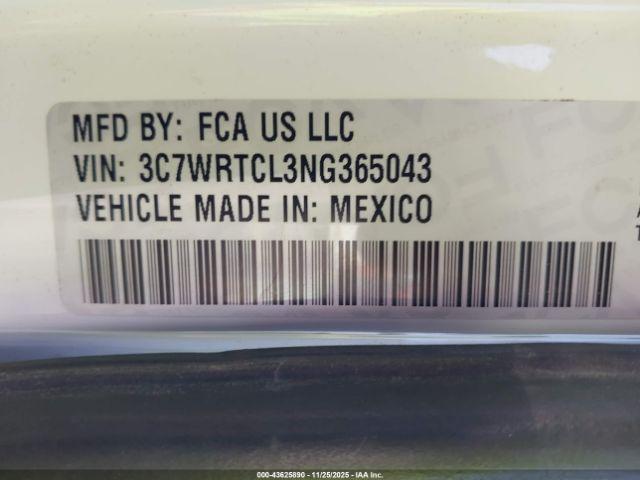 MFD BY: FCA US LLC
VIN: 3C7WRTCL3NG365043
VEHICLE MADE IN: MEXICO
000-43625890 - 11/25/2025 - IAA Inc.